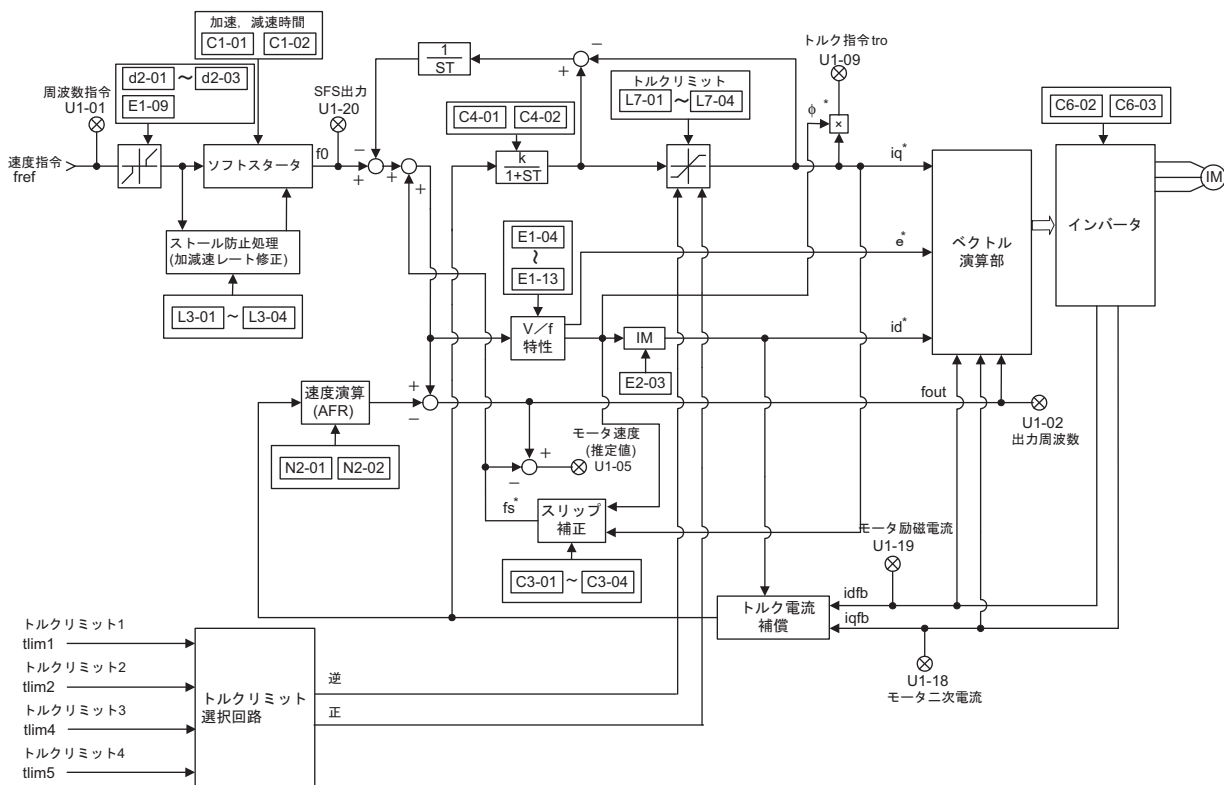 加速，減速時間
C1-01 C1-02
d2-01 ～ d2-03
E1-09
周波数指令
U1-01
速度指令
fref
ソフトスタータ
SFS出力
U1-20
f0
ストール防止処理
(加減速レート修正)
L3-01 ～ L3-04
1
ST
−
+
C4-01 C4-02
k
1+ST
−
+
+
+
トルクリミット
L7-01 ～ L7-04
トルク指令tro
U1-09
ϕ*
×
iq*
C6-02 C6-03
IM
インバータ
ベクトル
演算部
E1-04
～
E1-13
e*
V／f
特性
IM
id*
E2-03
速度演算
(AFR)
+
−
N2-01 N2-02
fout
U1-02
出力周波数
モータ速度
(推定値)
U1-05
+
−
fs*
スリップ
補正
C3-01 ～ C3-04
モータ励磁電流
U1-19
idfb
トルク電流
補償
iqfb
U1-18
モータ二次電流
トルクリミット1
tlim1
トルクリミット2
tlim2
トルクリミット3
tlim4
トルクリミット4
tlim5
トルクリミット
選択回路
逆
正